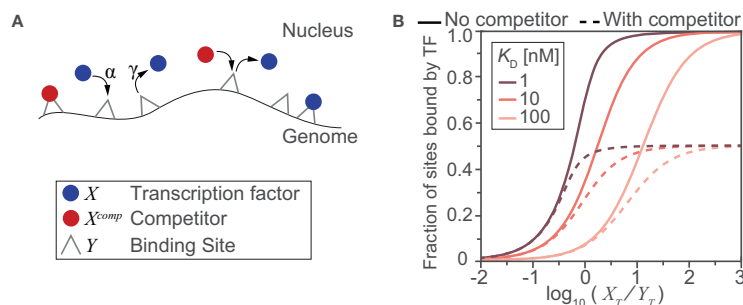 A
Nucleus
α
γ
Genome
X Transcription factor
X^comp Competitor
Y Binding Site
B
No competitor With competitor
Fraction of sites bound by TF
1.0
0.8
0.6
0.4
0.2
0
K_D [nM]
1
10
100
-2 -1 0 1 2 3
log₁₀ (X_T/Y_T)